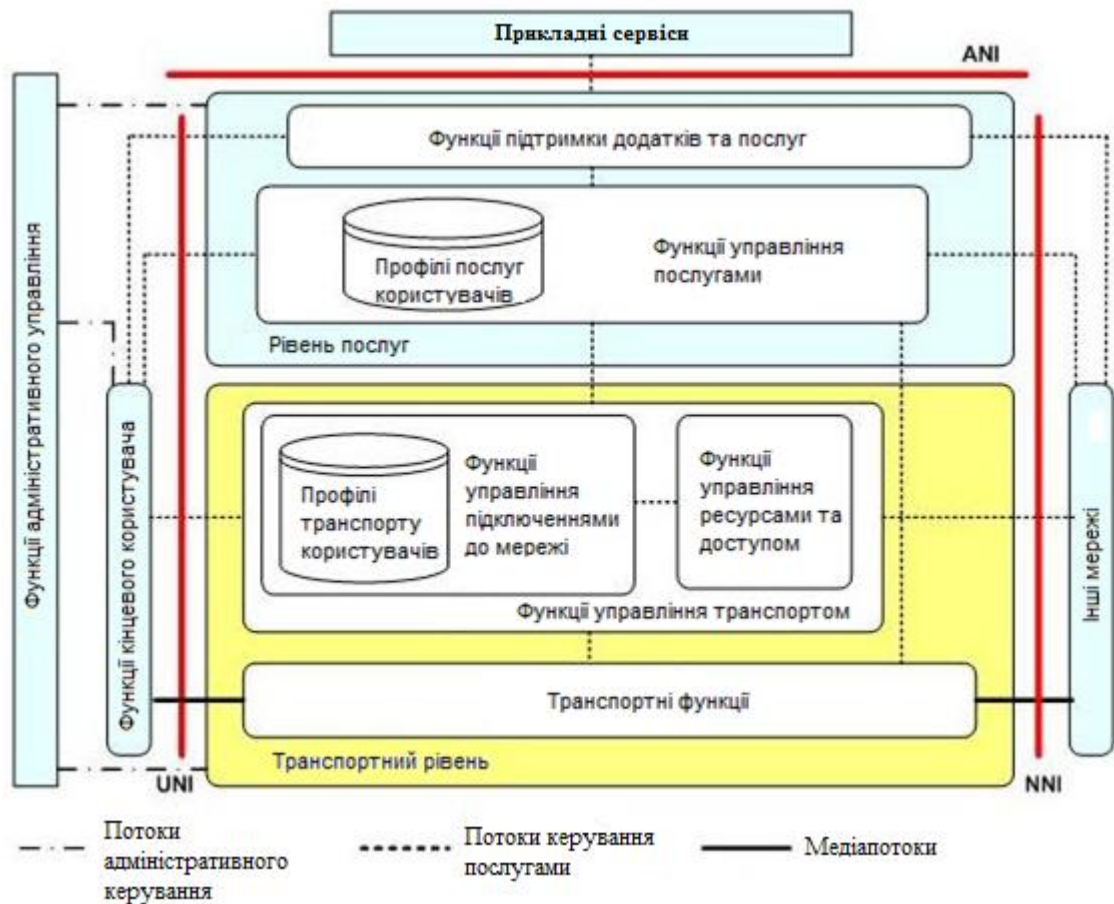 Прикладні сервіси
ANI
Функції підтримки додатків та послуг
Профілі послуг
користувачів
Функції управління
послугами
Рівень послуг
Функції адміністративного управління
Функції кінцевого користувача
Профілі
транспорту
користувачів
Функції
управління
підключеннями
до мережі
Функції
управління
ресурсами та
доступом
Функції управління транспортом
Інші мережі
Транспортні функції
Транспортний рівень
UNI
NNI
Потоки
адміністративного
керування
Потоки керування
послугами
Медіапотоки